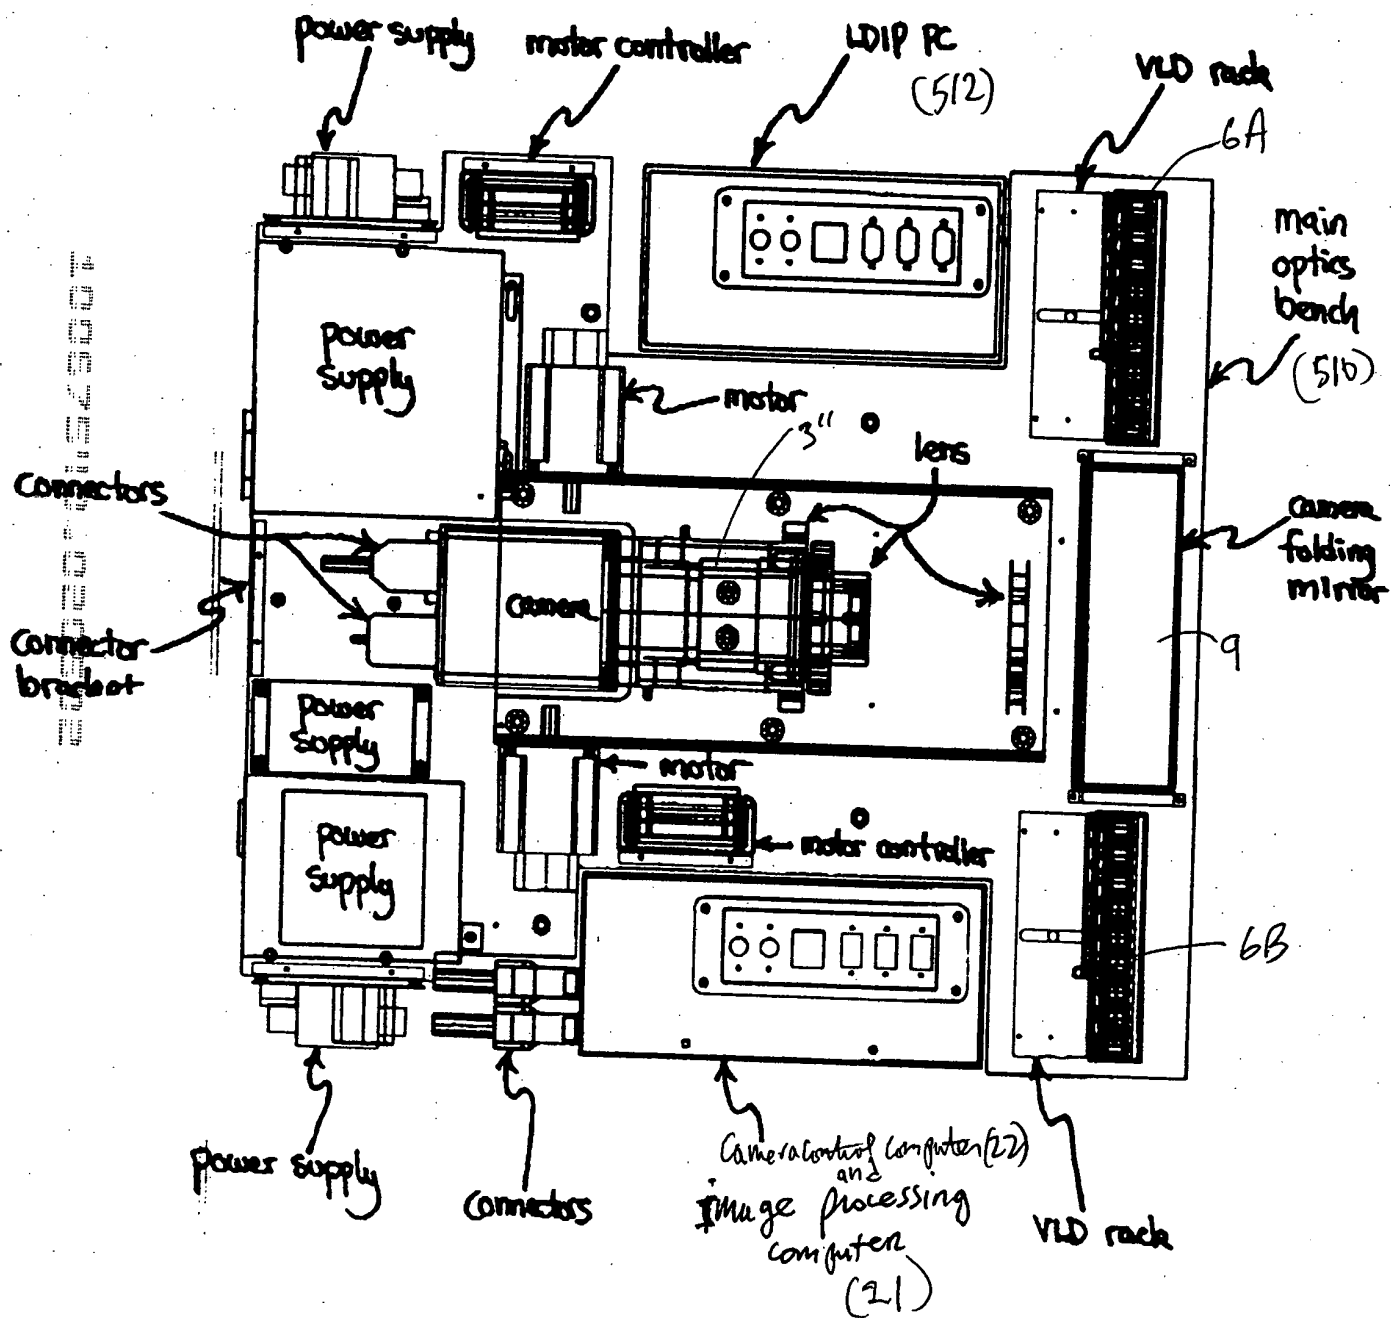 power supply
motor controller
LDIP PC
(512)
VLD rack
6A
main
optics
bench
(510)
power
supply
motor
3"
lens
connectors
camera
folding
mirror
camera
9
connector
bracket
power
supply
motor
power
supply
motor controller
6B
power supply
connectors
Camera control computer (22)
and
Image processing
computer
(21)
VLD rack